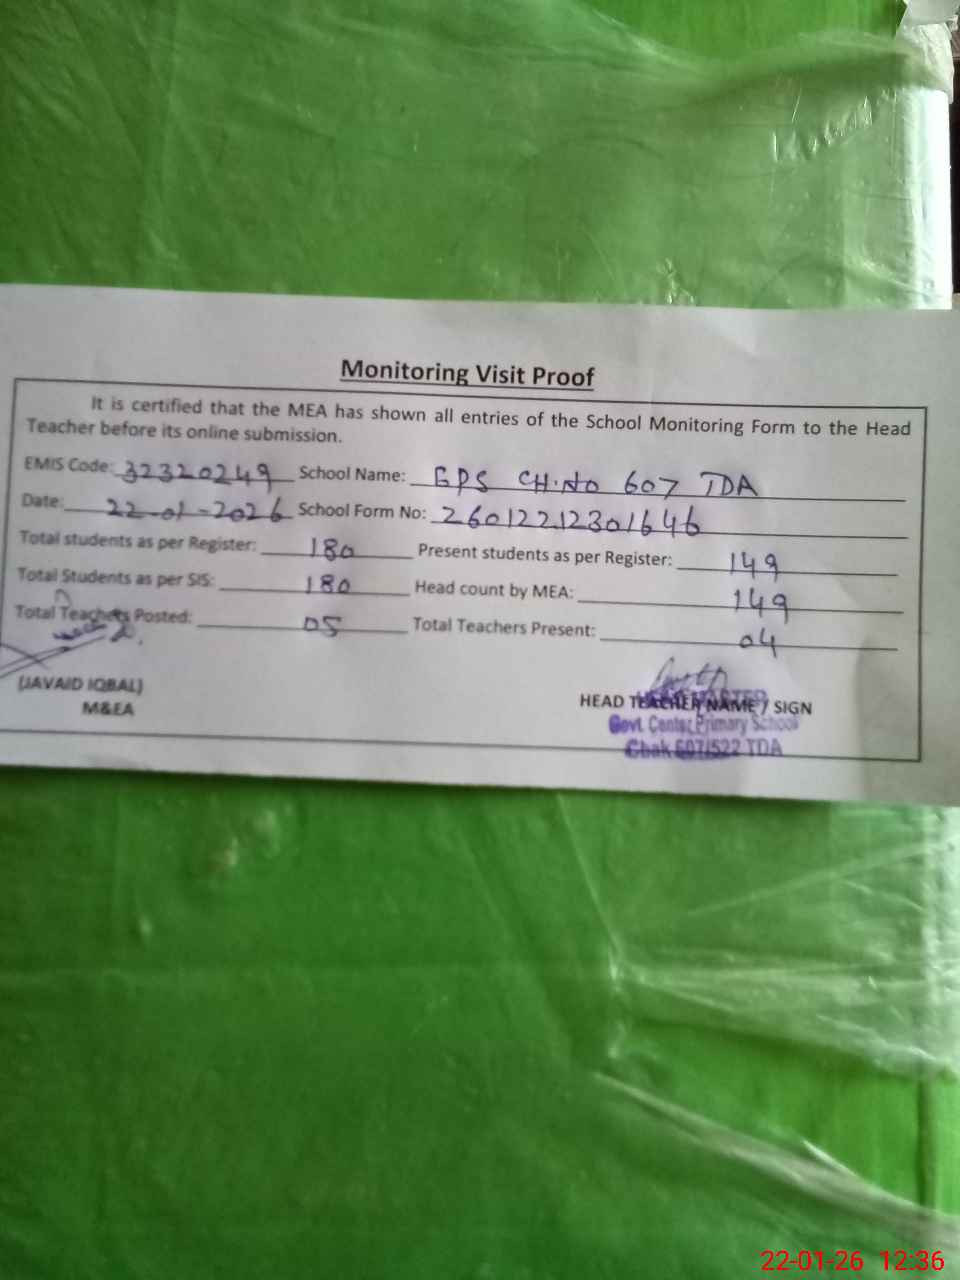 Monitoring Visit Proof
It is certified that the MEA has shown all entries of the School Monitoring Form to the Head
Teacher before its online submission.
EMIS Code: 32320249 School Name: GPS CH.No 607 TDA
Date: 22-01-2026 School Form No: 26012212301646
Total students as per Register: 180 Present students as per Register: 149
Total Students as per SIS: 180 Head count by MEA: 149
Total Teachers Posted: 05 Total Teachers Present: 04
(JAVAID IQBAL)
M&EA
HEAD TEACHER NAME / SIGN
Govt. Center Primary School
Chak 607/522 TDA
22-01-26 12:36